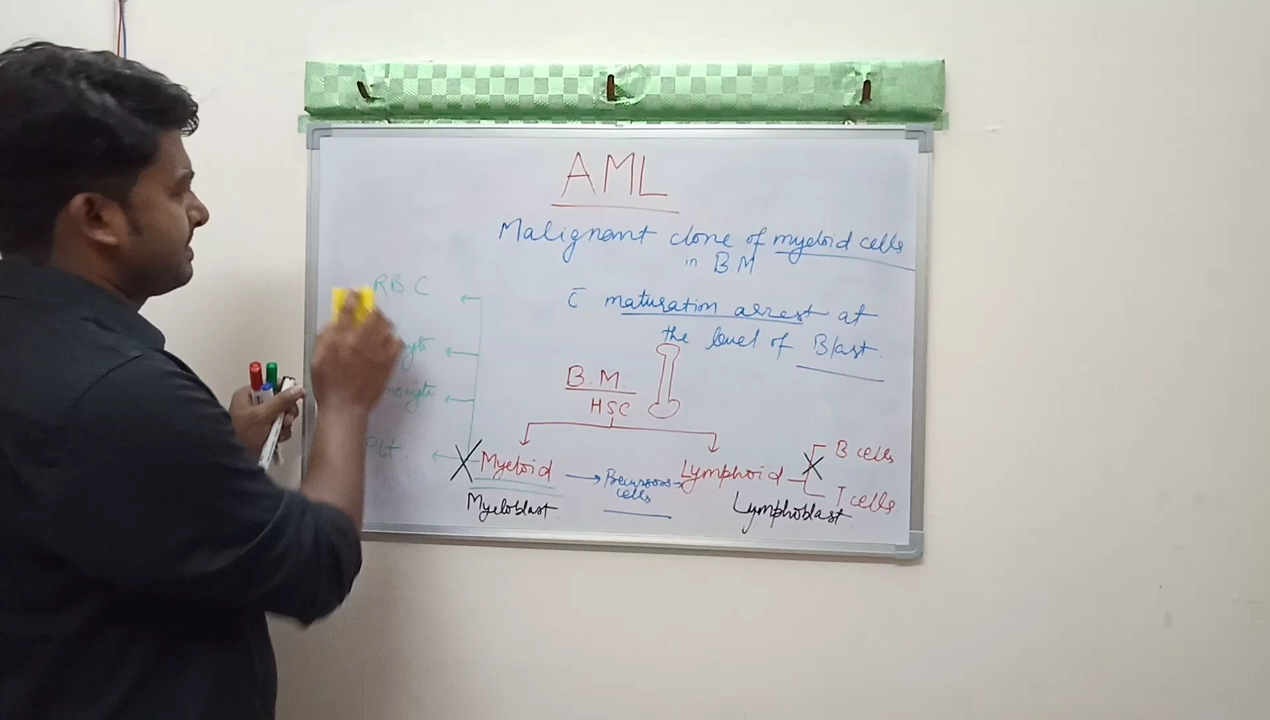 AML
Malignant clone of myeloid cells
in B.M.
c̄ maturation arrest at
the level of Blast.
RBC
B.M.
HSC
Plt.
Myeloid
Precursors
cells
Lymphoid
B cells
T cells
Myeloblast
Lymphoblast